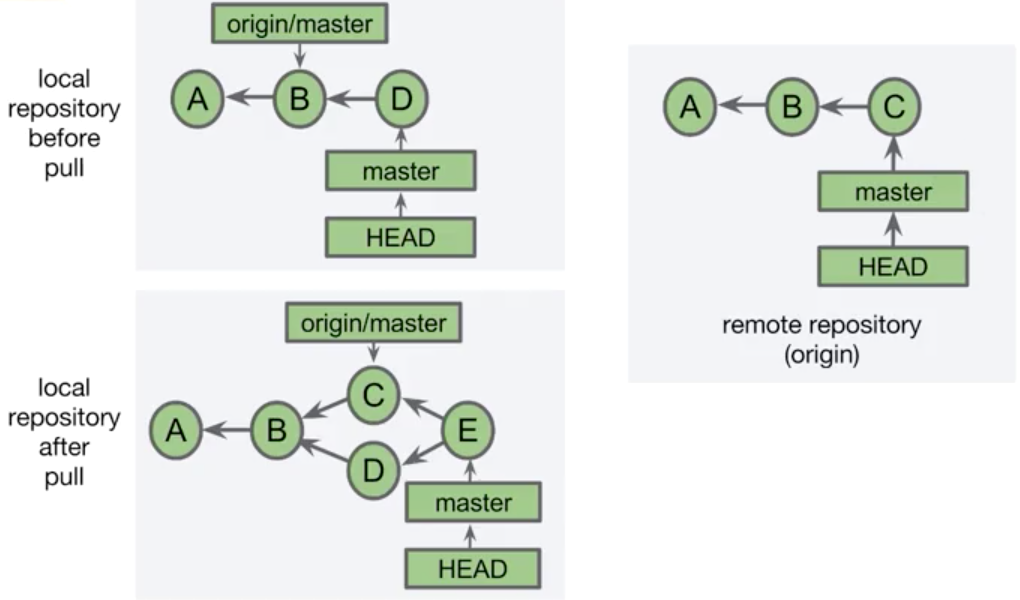 origin/master
local
repository
before
pull
A
B
D
master
HEAD
A
B
C
master
HEAD
remote repository
(origin)
local
repository
after
pull
origin/master
C
A
B
E
D
master
HEAD